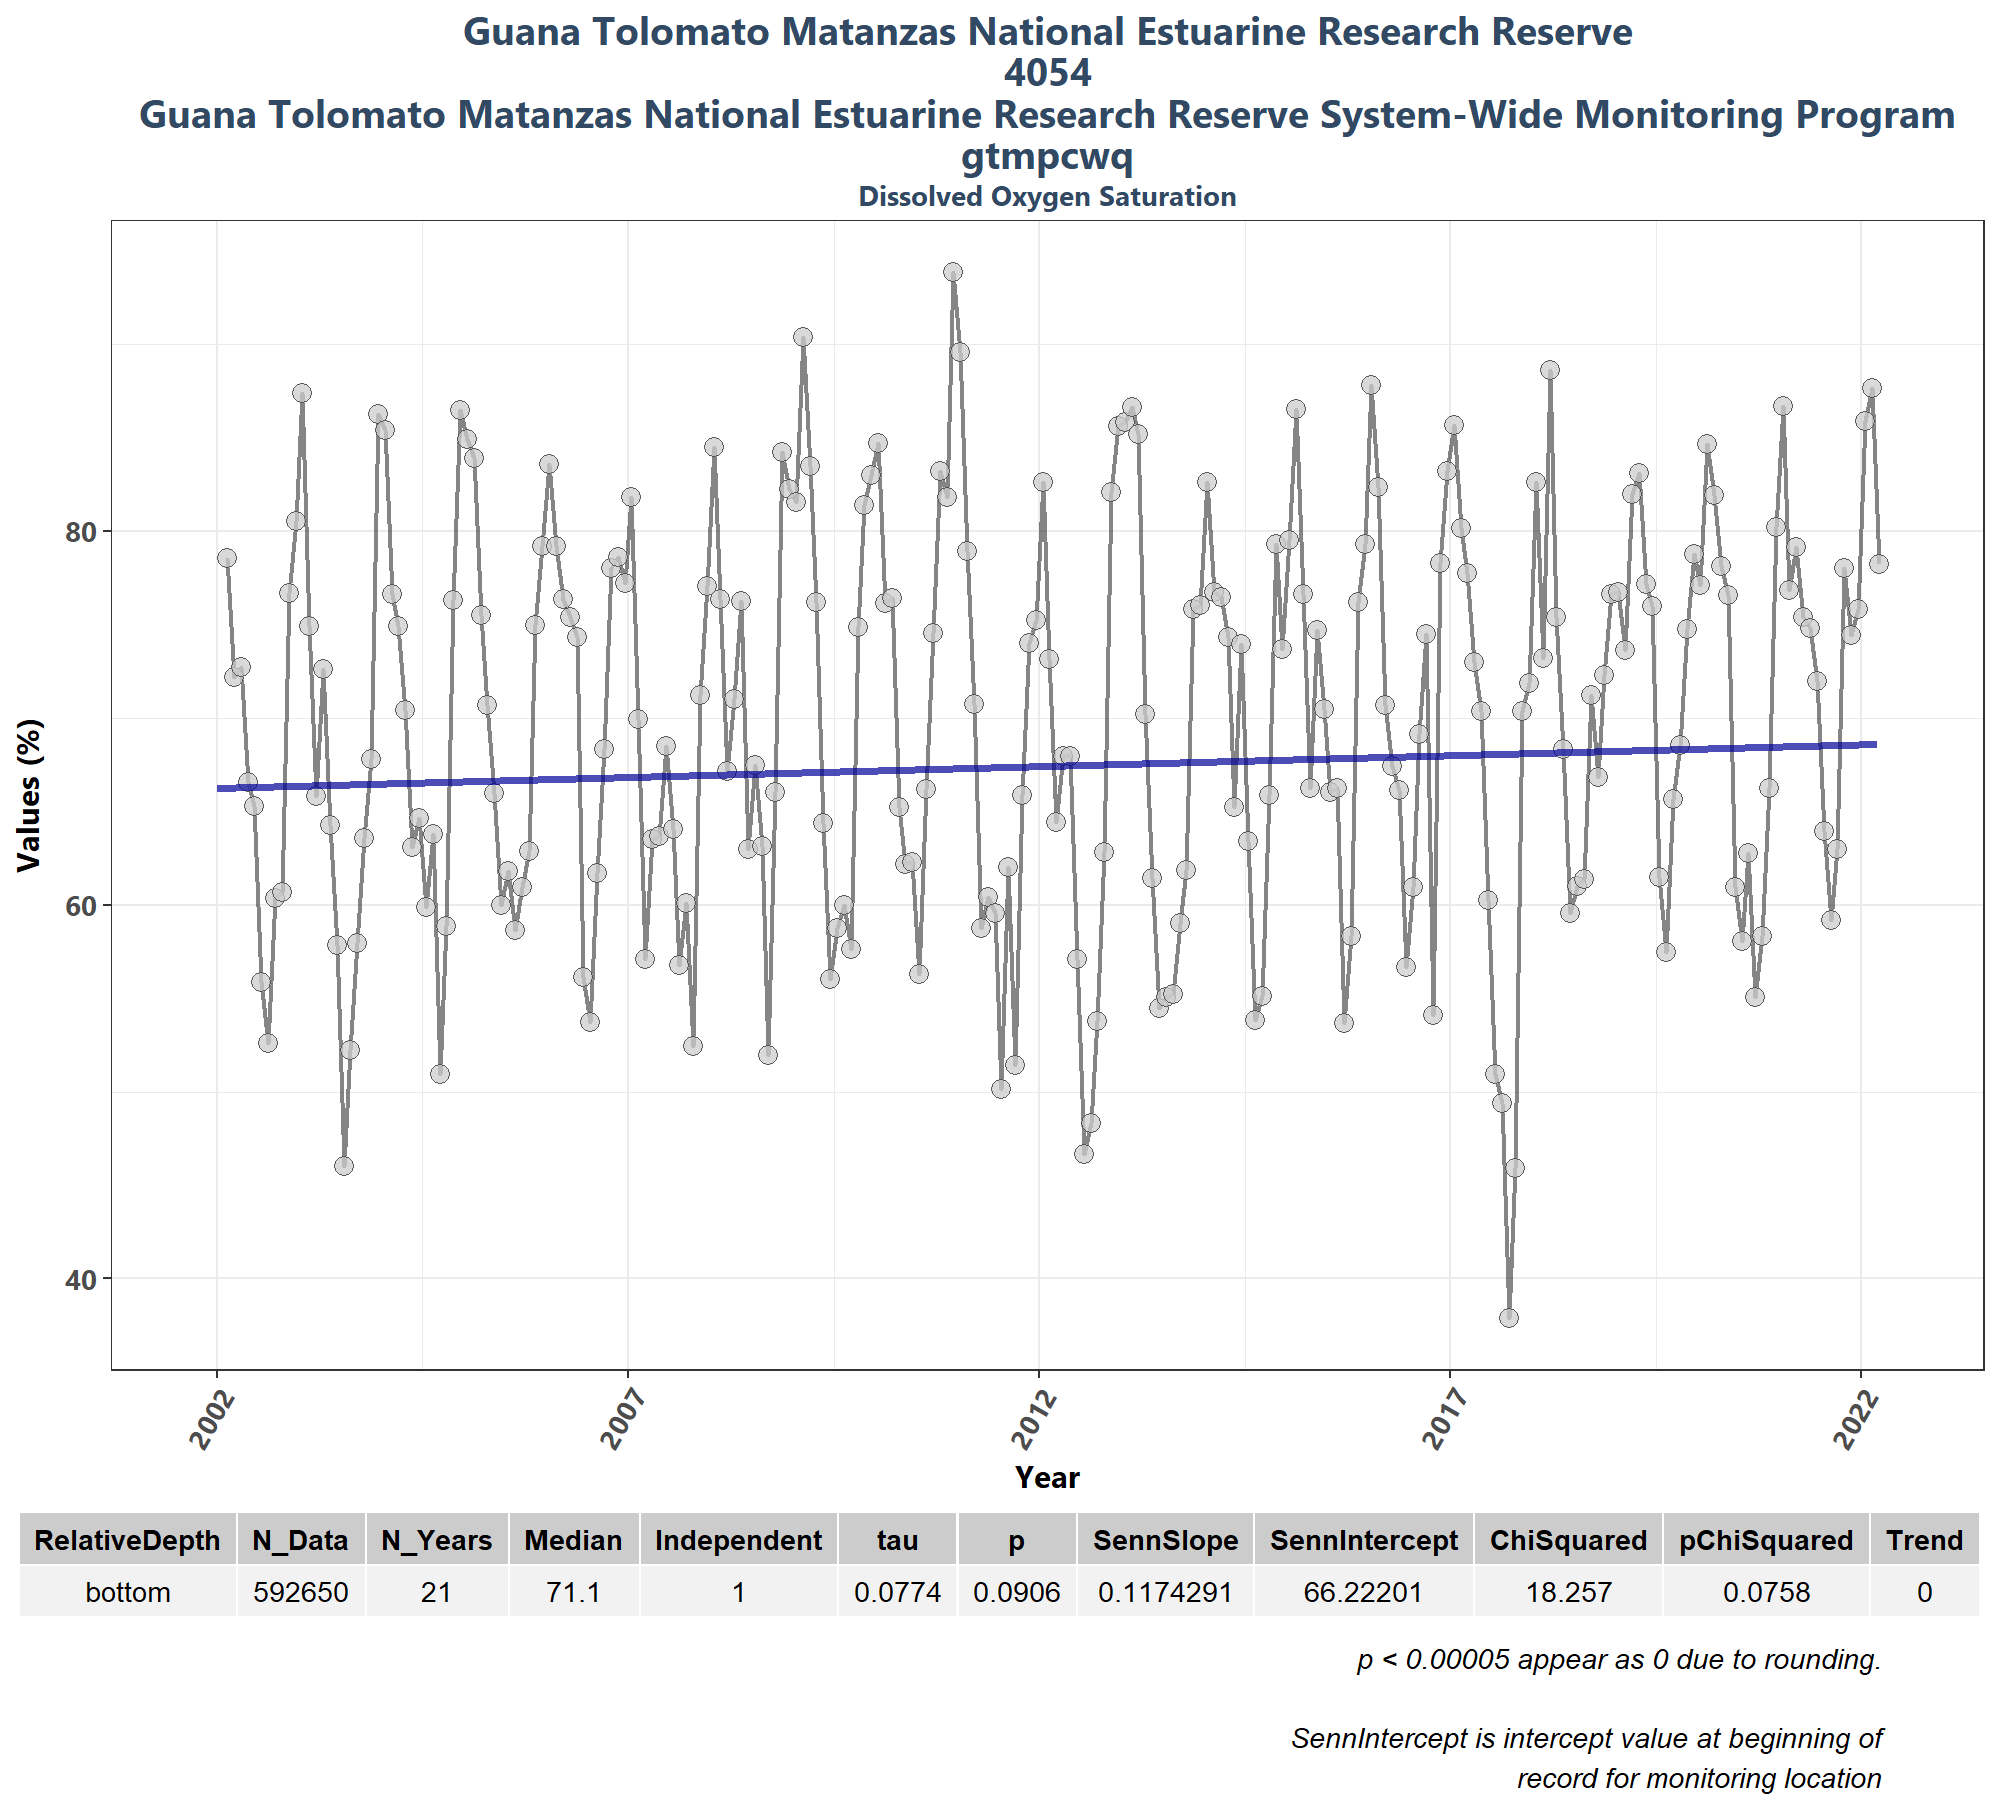 Guana Tolomato Matanzas National Estuarine Research Reserve
4054
Guana Tolomato Matanzas National Estuarine Research Reserve System-Wide Monitoring Program
gtmpcwq
Dissolved Oxygen Saturation
Values (%)
80
60
40
2002 2007 2012 2017 2022
Year
RelativeDepth N_Data N_Years Median Independent tau p SennSlope SennIntercept ChiSquared pChiSquared Trend
bottom 592650 21 71.1 1 0.0774 0.0906 0.1174291 66.22201 18.257 0.0758 0
p < 0.00005 appear as 0 due to rounding.
SennIntercept is intercept value at beginning of
record for monitoring location